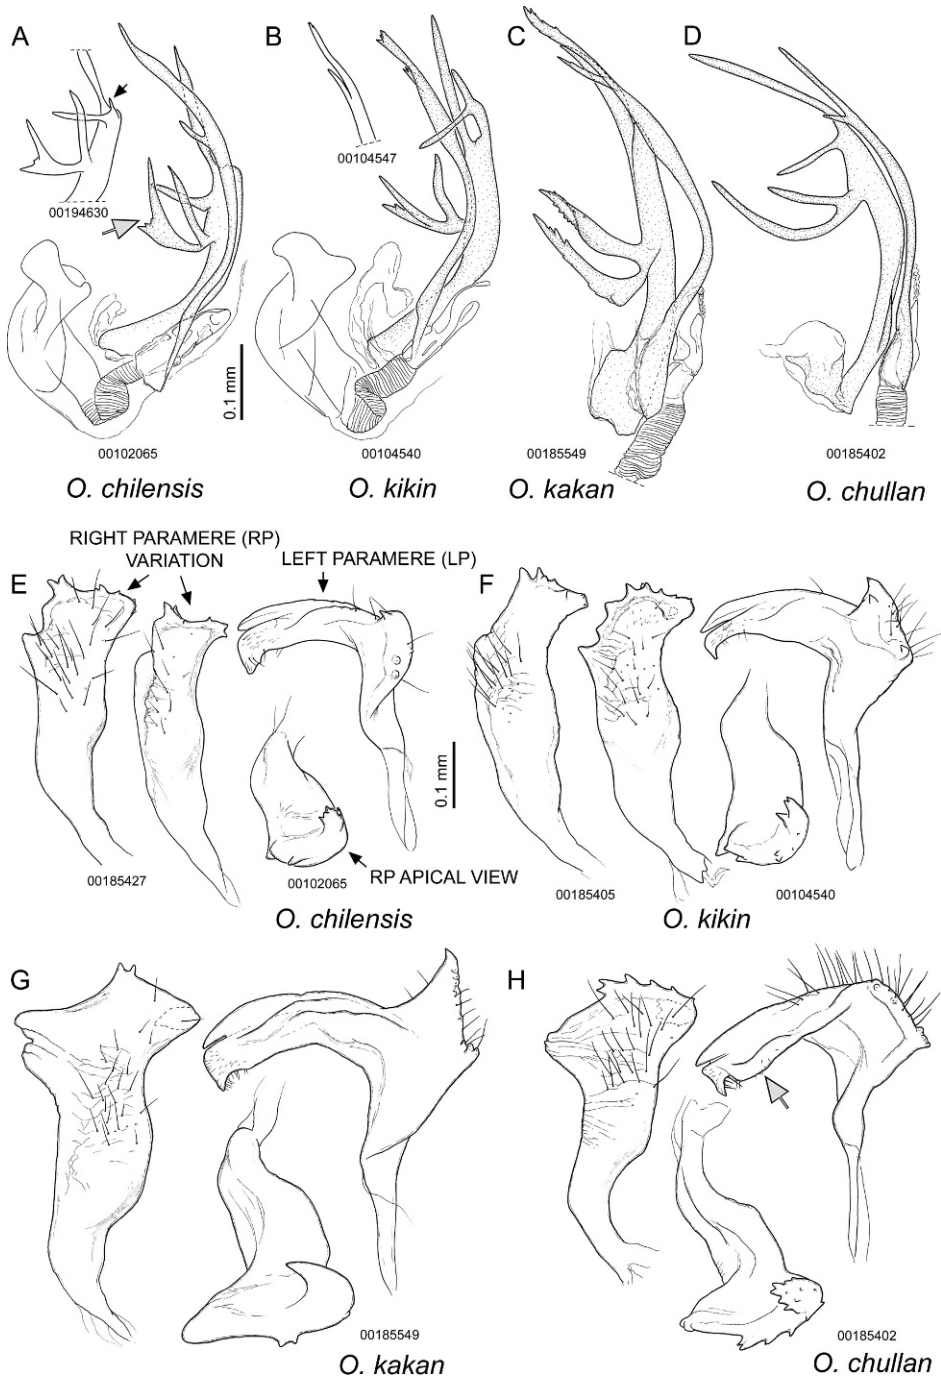 A
B
C
D
00194630
00104547
0.1 mm
00102065
00104540
00185549
00185402
O. chilensis
O. kikin
O. kakan
O. chullan
E
RIGHT PARAMERE (RP)
VARIATION
LEFT PARAMERE (LP)
F
0.1 mm
00185427
00102065
RP APICAL VIEW
00185405
00104540
O. chilensis
O. kikin
G
H
00185549
00185402
O. kakan
O. chullan